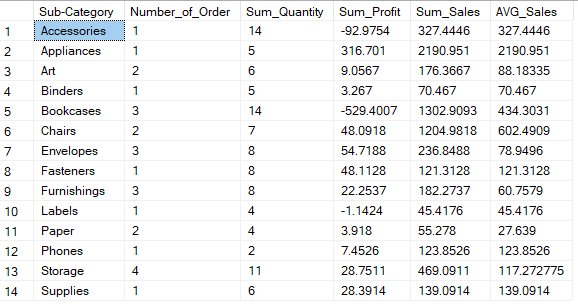 Sub-Category Number_of_Order Sum_Quantity Sum_Profit Sum_Sales AVG_Sales
1 Accessories 1 14 -92.9754 327.4446 327.4446
2 Appliances 1 5 316.701 2190.951 2190.951
3 Art 2 6 9.0567 176.3667 88.18335
4 Binders 1 5 3.267 70.467 70.467
5 Bookcases 3 14 -529.4007 1302.9093 434.3031
6 Chairs 2 7 48.0918 1204.9818 602.4909
7 Envelopes 3 8 54.7188 236.8488 78.9496
8 Fasteners 1 8 48.1128 121.3128 121.3128
9 Furnishings 3 8 22.2537 182.2737 60.7579
10 Labels 1 4 -1.1424 45.4176 45.4176
11 Paper 2 4 3.918 55.278 27.639
12 Phones 1 2 7.4526 123.8526 123.8526
13 Storage 4 11 28.7511 469.0911 117.272775
14 Supplies 1 6 28.3914 139.0914 139.0914